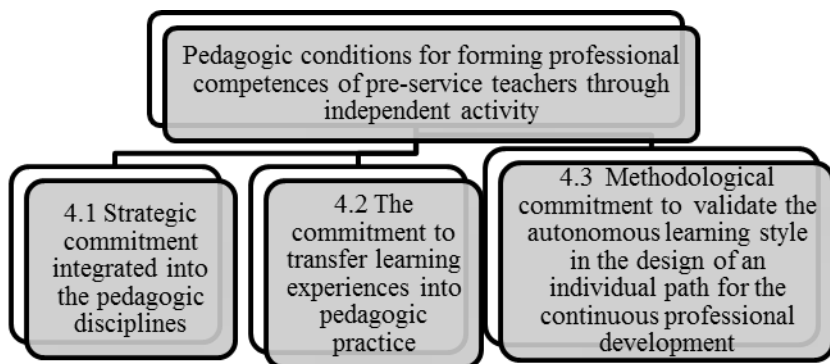 Pedagogic conditions for forming professional
competences of pre-service teachers through
independent activity
4.1 Strategic
commitment
integrated into
the pedagogic
disciplines
4.2 The
commitment to
transfer learning
experiences into
pedagogic
practice
4.3 Methodological
commitment to validate the
autonomous learning style
in the design of an
individual path for the
continuous professional
development